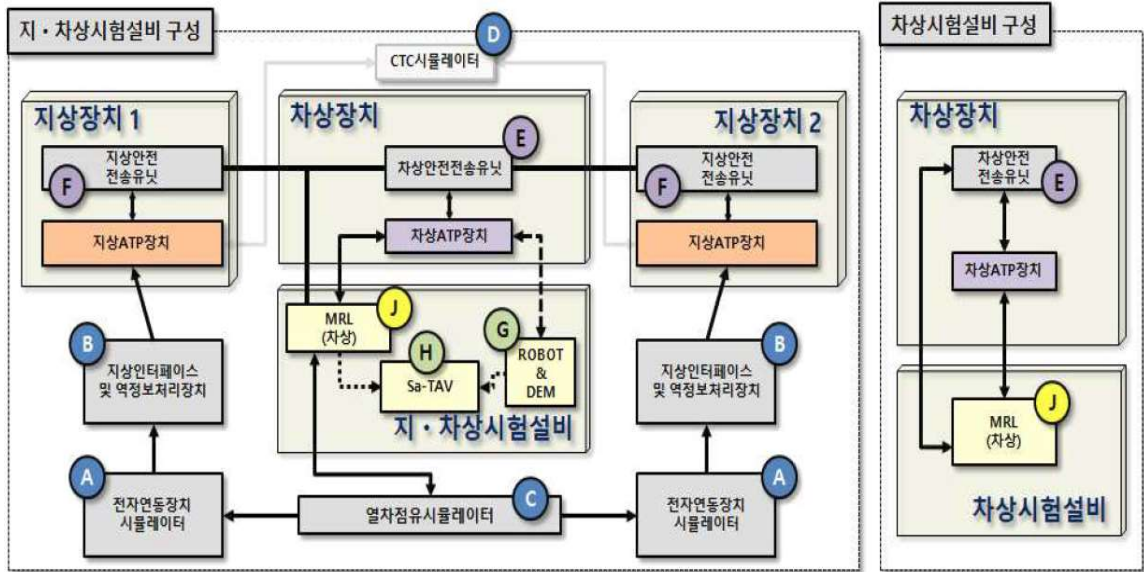 지・차상시험설비 구성
차상시험설비 구성
D
CTC시뮬레이터
지상장치 1
지상안전
전송유닛
F
지상ATP장치
차상장치
E
차상안전전송유닛
차상ATP장치
지상장치 2
지상안전
전송유닛
F
지상ATP장치
MRL
(차상)
J
H
Sa-TAV
G
ROBOT
&
DEM
지・차상시험설비
B
지상인터페이스
및 역정보처리장치
B
지상인터페이스
및 역정보처리장치
A
전자연동장치
시뮬레이터
C
열차점유시뮬레이터
A
전자연동장치
시뮬레이터
차상장치
차상안전
전송유닛
E
차상ATP장치
MRL
(차상)
J
차상시험설비